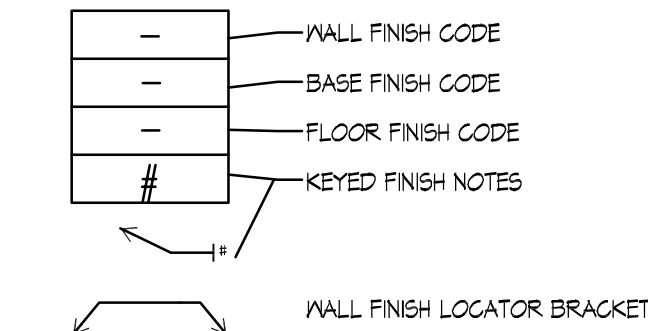 - WALL FINISH CODE
- BASE FINISH CODE
- FLOOR FINISH CODE
# KEYED FINISH NOTES
#
WALL FINISH LOCATOR BRACKET